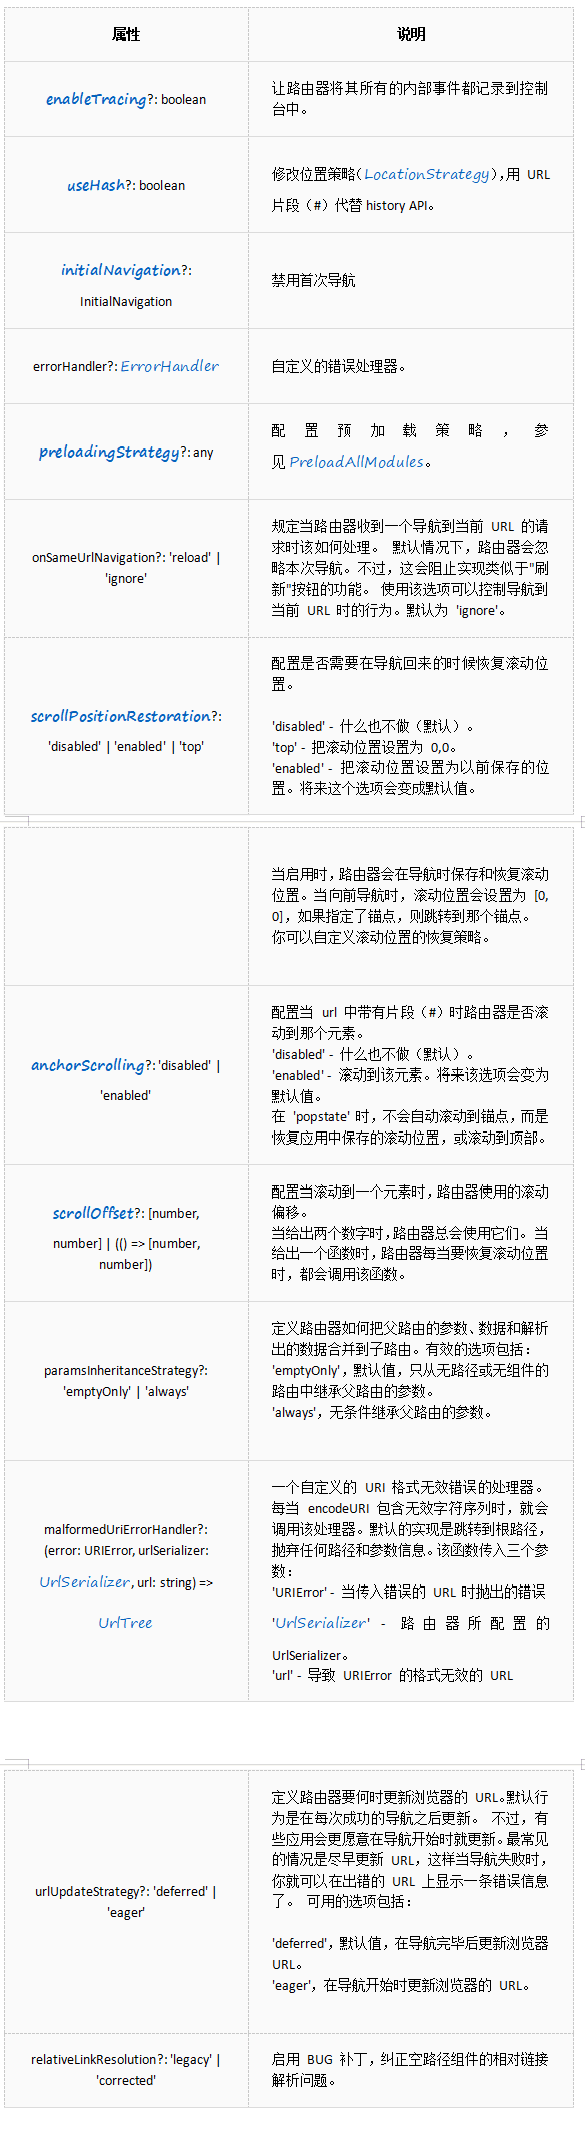 属性
说明
enableTracing?: boolean
让路由器将其所有的内部事件都记录到控制
台中。
useHash?: boolean
修改位置策略（LocationStrategy），用 URL
片段（#）代替 history API。
initialNavigation?:
InitialNavigation
禁用首次导航
errorHandler?: ErrorHandler
自定义的错误处理器。
preloadingStrategy?: any
配置预加载策略，参
见 PreloadAllModules。
onSameUrlNavigation?: 'reload' |
'ignore'
规定当路由器收到一个导航到当前 URL 的请
求时该如何处理。 默认情况下，路由器会忽
略本次导航。不过，这会阻止实现类似于"刷
新"按钮的功能。 使用该选项可以控制导航到
当前 URL 时的行为。默认为 'ignore'。
scrollPositionRestoration?:
'disabled' | 'enabled' | 'top'
配置是否需要在导航回来的时候恢复滚动位
置。
'disabled' - 什么也不做（默认）。
'top' - 把滚动位置设置为 0,0。
'enabled' - 把滚动位置设置为以前保存的位
置。将来这个选项会变成默认值。
当启用时，路由器会在导航时保存和恢复滚动
位置。当向前导航时，滚动位置会设置为 [0,
0]，如果指定了锚点，则跳转到那个锚点。
你可以自定义滚动位置的恢复策略。
anchorScrolling?: 'disabled' |
'enabled'
配置当 url 中带有片段（#）时路由器是否滚
动到那个元素。
'disabled' - 什么也不做（默认）。
'enabled' - 滚动到该元素。将来该选项会变为
默认值。
在 'popstate' 时，不会自动滚动到锚点，而是
恢复应用中保存的滚动位置，或滚动到顶部。
scrollOffset?: [number,
number] | (() => [number,
number])
配置当滚动到一个元素时，路由器使用的滚动
偏移。
当给出两个数字时，路由器总会使用它们。当
给出一个函数时，路由器每当要恢复滚动位置
时，都会调用该函数。
paramsInheritanceStrategy?:
'emptyOnly' | 'always'
定义路由器如何把父路由的参数、数据和解析
出的数据合并到子路由。有效的选项包括：
'emptyOnly'，默认值，只从无路径或无组件的
路由中继承父路由的参数。
'always'，无条件继承父路由的参数。
malformedUriErrorHandler?:
(error: URIError, urlSerializer:
UrlSerializer, url: string) =>
UrlTree
一个自定义的 URI 格式无效错误的处理器。
每当 encodeURI 包含无效字符序列时，就会
调用该处理器。默认的实现是跳转到根路径，
抛弃任何路径和参数信息。该函数传入三个参
数：
'URIError' - 当传入错误的 URL 时抛出的错误
'UrlSerializer' - 路由器所配置的
UrlSerializer。
'url' - 导致 URIError 的格式无效的 URL
urlUpdateStrategy?: 'deferred' |
'eager'
定义路由器要何时更新浏览器的 URL。默认行
为是在每次成功的导航之后更新。 不过，有
些应用会更愿意在导航开始时就更新。最常见
的情况是尽早更新 URL，这样当导航失败时，
你就可以在出错的 URL 上显示一条错误信息
了。 可用的选项包括：
'deferred'，默认值，在导航完毕后更新浏览器
URL。
'eager'，在导航开始时更新浏览器的 URL。
relativeLinkResolution?: 'legacy' |
'corrected'
启用 BUG 补丁，纠正空路径组件的相对链接
解析问题。